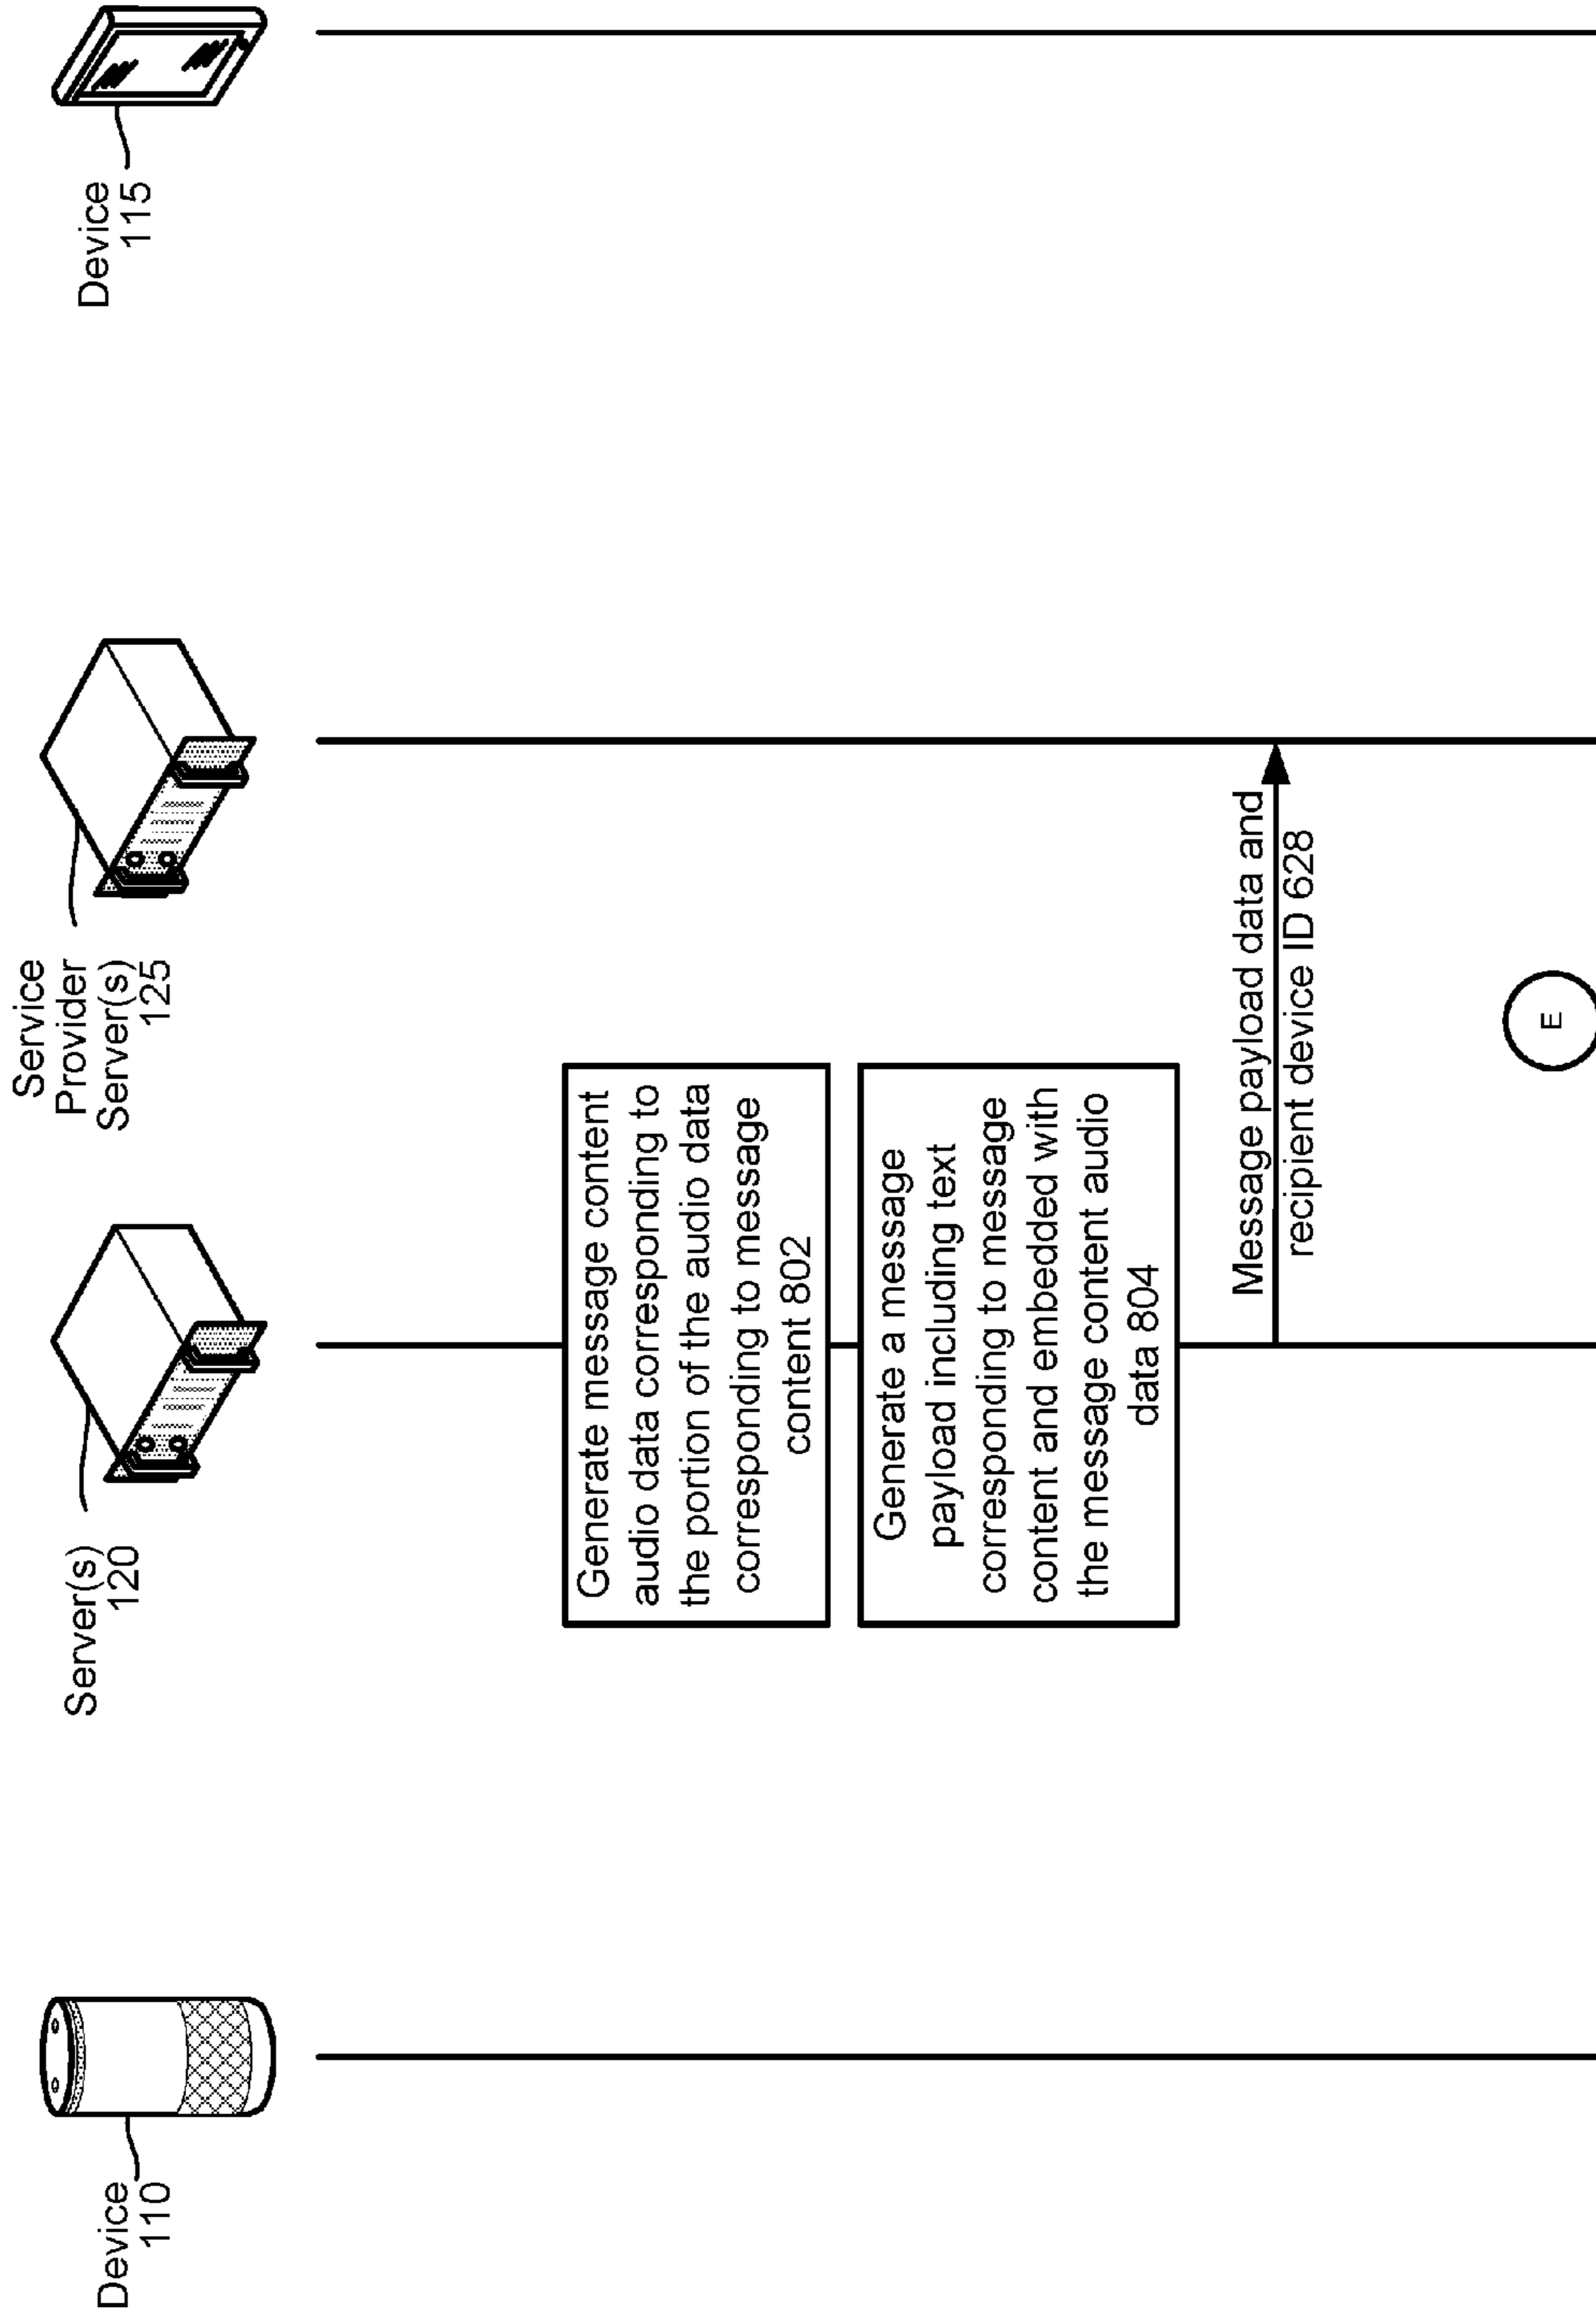 Device
110
Server(s)
120
Service
Provider
Server(s)
125
Device
115
Generate message content
audio data corresponding to
the portion of the audio data
corresponding to message
content 802
Generate a message
payload including text
corresponding to message
content and embedded with
the message content audio
data 804
Message payload data and
recipient device ID 628
E